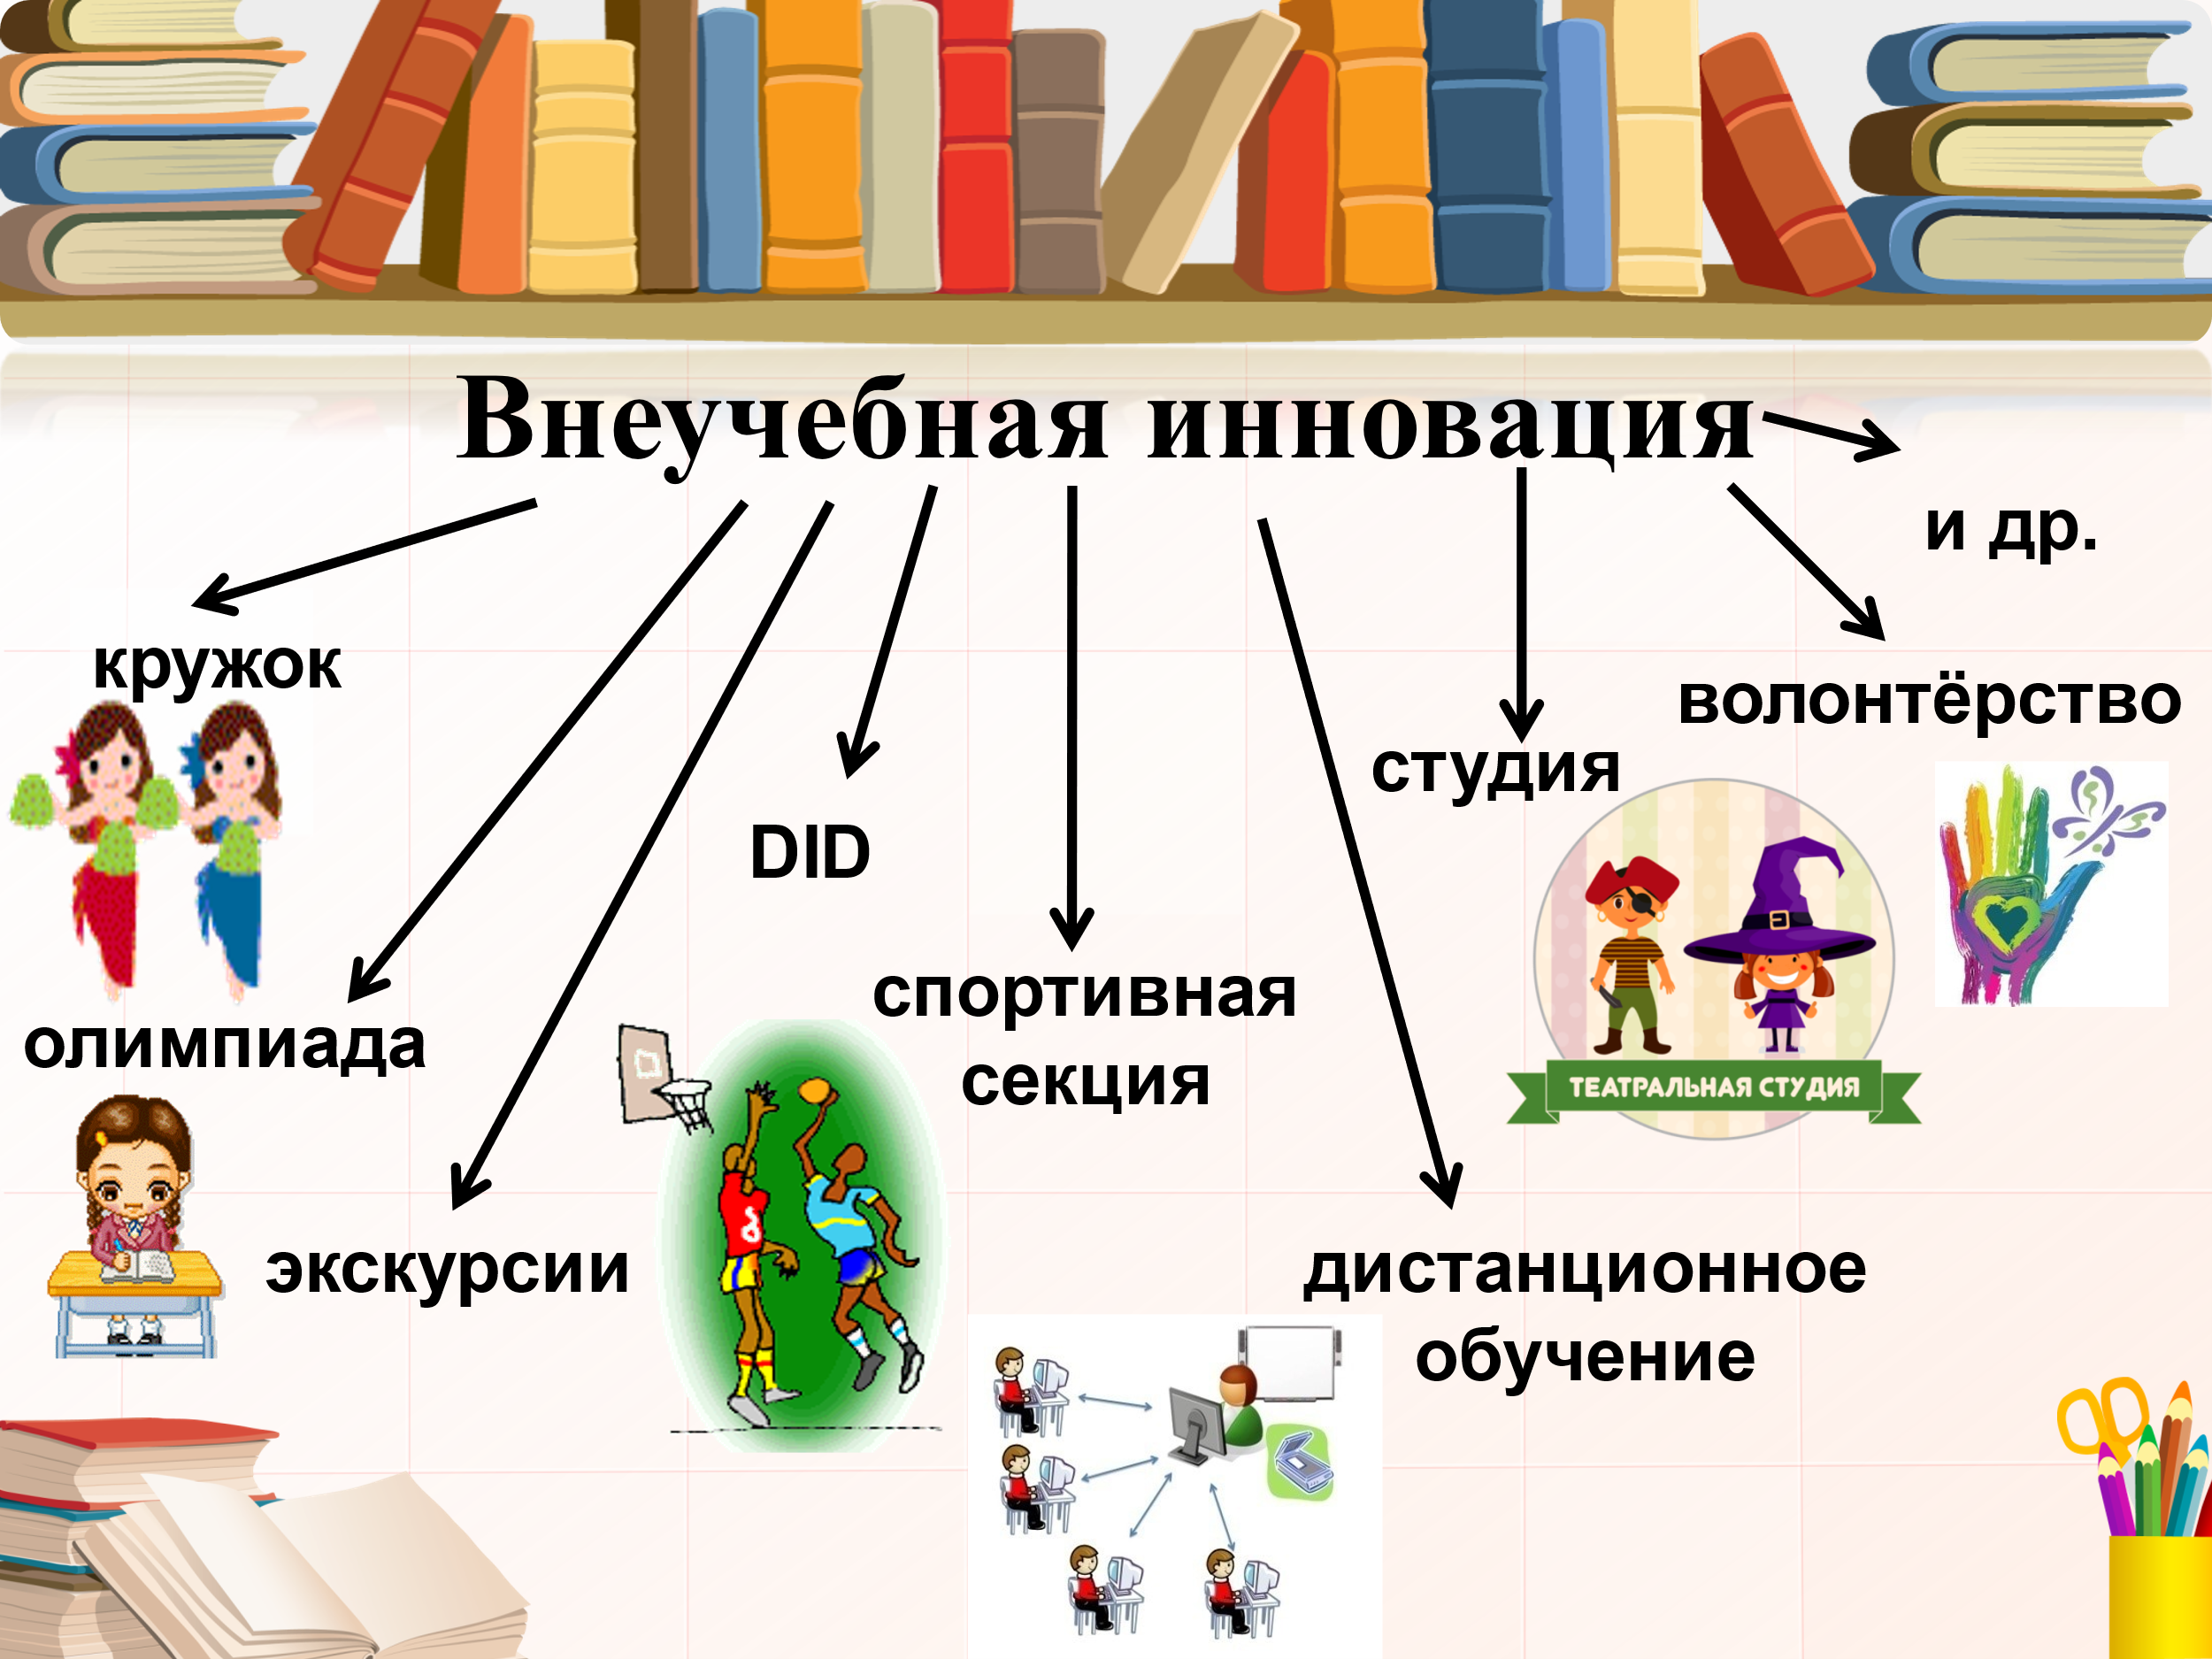 Внеучебная инновация
и др.
кружок
волонтёрство
студия
DID
спортивная
секция
олимпиада
ТЕАТРАЛЬНАЯ СТУДИЯ
экскурсии
дистанционное
обучение